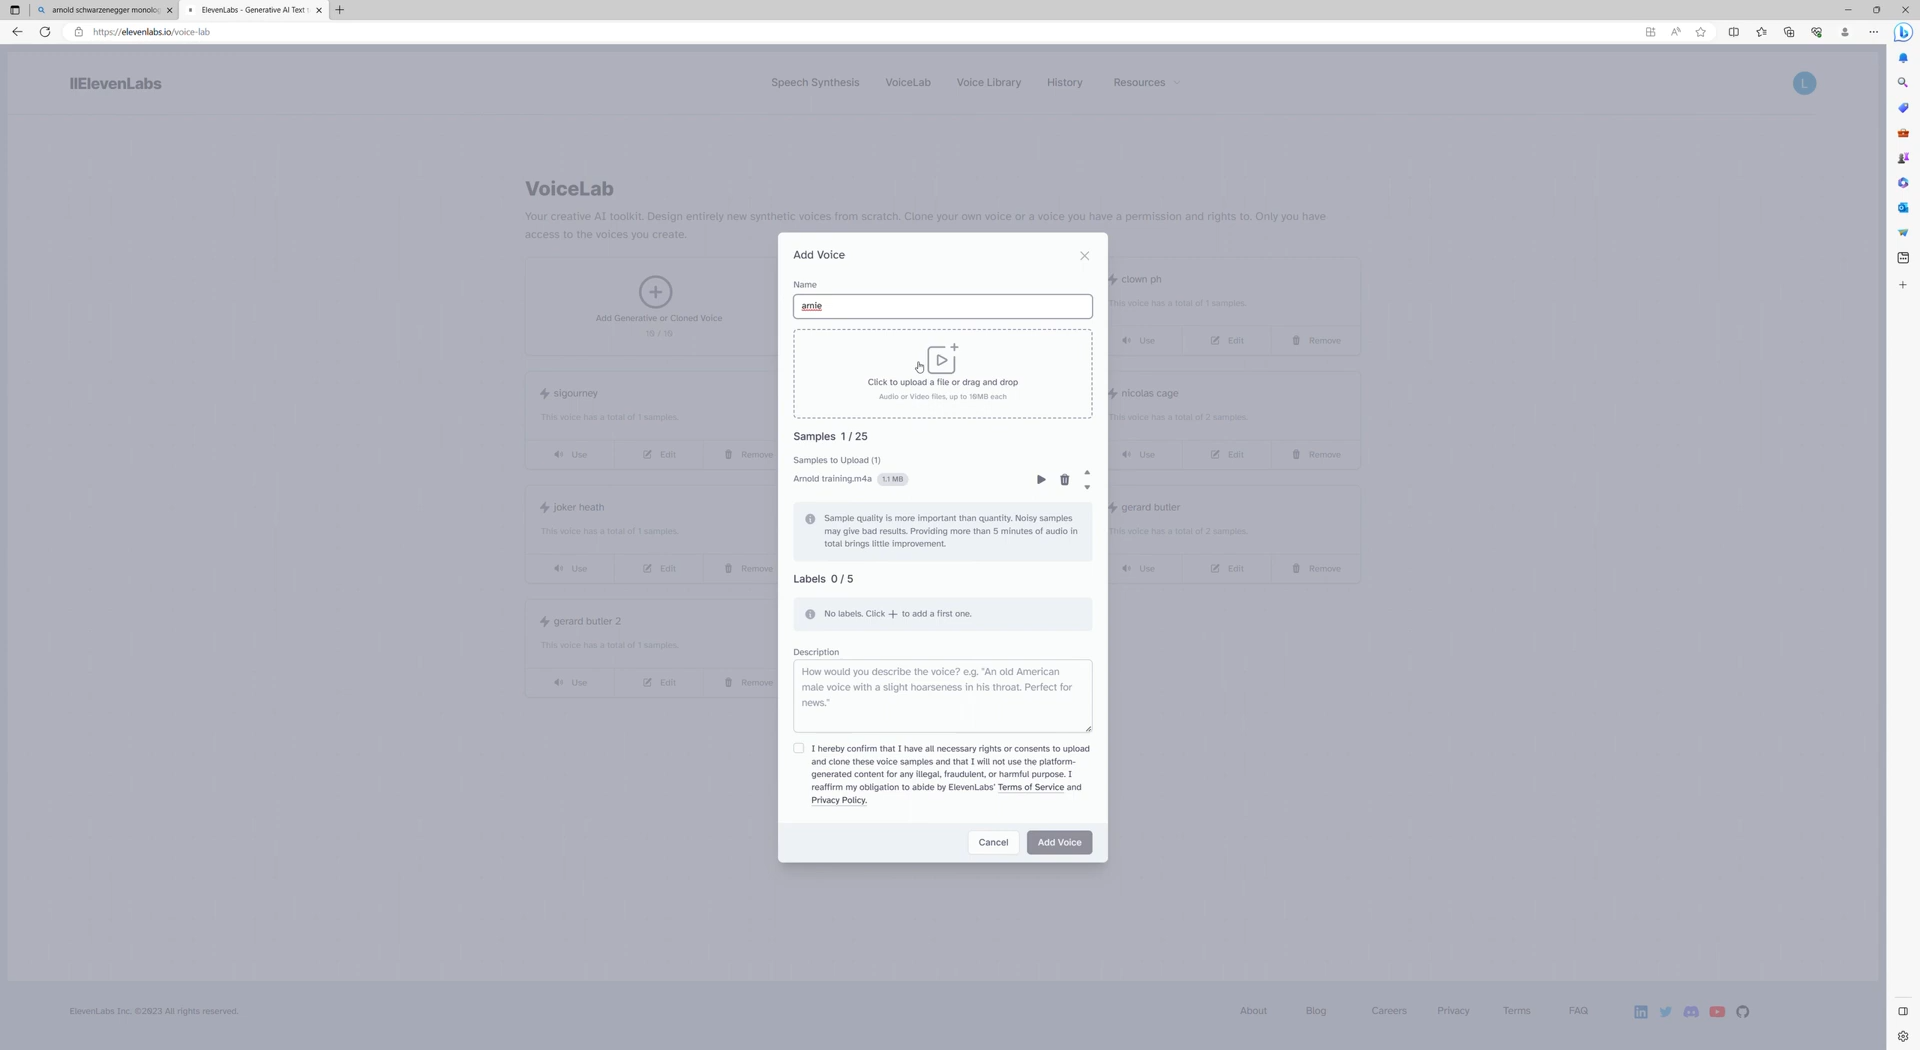 arnold schwarzenegger monolog
ElevenLabs - Generative AI Text
https://elevenlabs.io/voice-lab
IIElevenLabs
Speech Synthesis
VoiceLab
Voice Library
History
Resources
L
VoiceLab
Your creative AI toolkit. Design entirely new synthetic voices from scratch. Clone your own voice or a voice you have a permission and rights to. Only you have
access to the voices you create.
Add Generative or Cloned Voice
10 / 10
clown ph
This voice has a total of 1 samples.
Use
Edit
Remove
sigourney
This voice has a total of 1 samples.
Use
Edit
Remove
nicolas cage
This voice has a total of 2 samples.
Use
Edit
Remove
joker heath
This voice has a total of 1 samples.
Use
Edit
Remove
gerard butler
This voice has a total of 2 samples.
Use
Edit
Remove
gerard butler 2
This voice has a total of 1 samples.
Use
Edit
Remove
Add Voice
Name
arnie
Click to upload a file or drag and drop
Audio or Video files, up to 10MB each
Samples 1 / 25
Samples to Upload (1)
Arnold training.m4a 1.1 MB
Sample quality is more important than quantity. Noisy samples
may give bad results. Providing more than 5 minutes of audio in
total brings little improvement.
Labels 0 / 5
No labels. Click + to add a first one.
Description
How would you describe the voice? e.g. "An old American
male voice with a slight hoarseness in his throat. Perfect for
news."
I hereby confirm that I have all necessary rights or consents to upload
and clone these voice samples and that I will not use the platform-
generated content for any illegal, fraudulent, or harmful purpose. I
reaffirm my obligation to abide by ElevenLabs' Terms of Service and
Privacy Policy.
Cancel
Add Voice
ElevenLabs Inc. ©2023 All rights reserved.
About
Blog
Careers
Privacy
Terms
FAQ